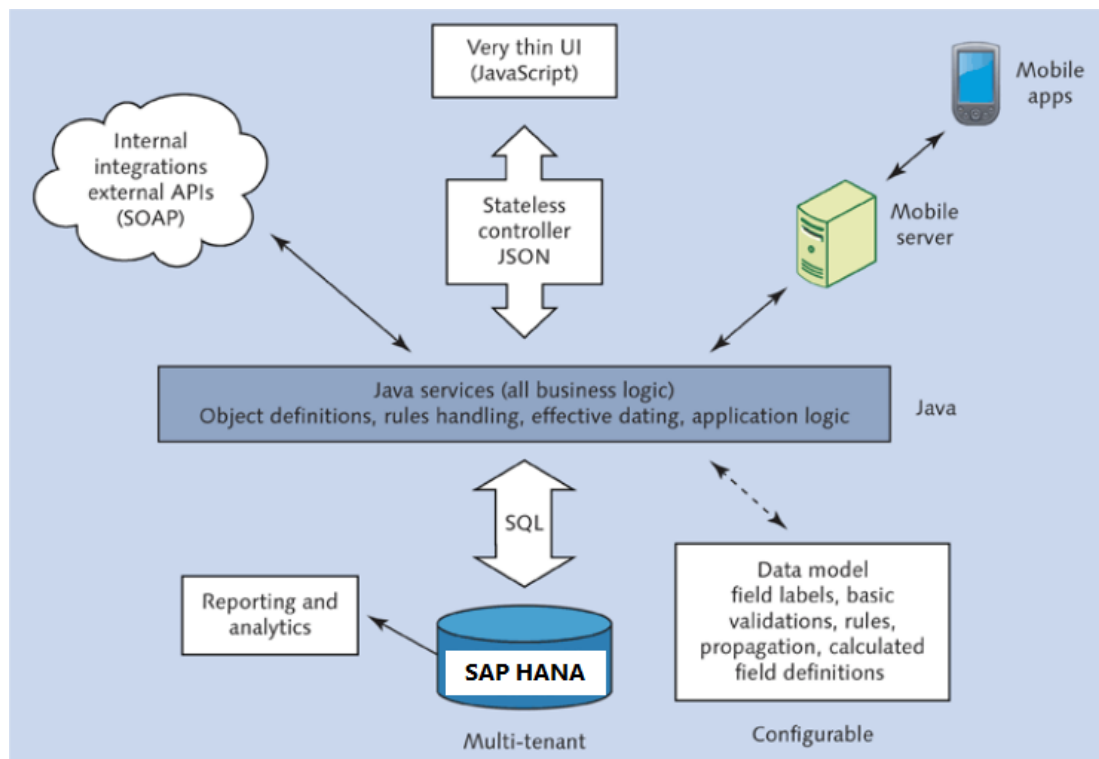 Very thin UI
(JavaScript)
Mobile
apps
Internal
integrations
external APIs
(SOAP)
Stateless
controller
JSON
Mobile
server
Java services (all business logic)
Object definitions, rules handling, effective dating, application logic
Java
SQL
Reporting and
analytics
SAP HANA
Multi-tenant
Data model
field labels, basic
validations, rules,
propagation, calculated
field definitions
Configurable